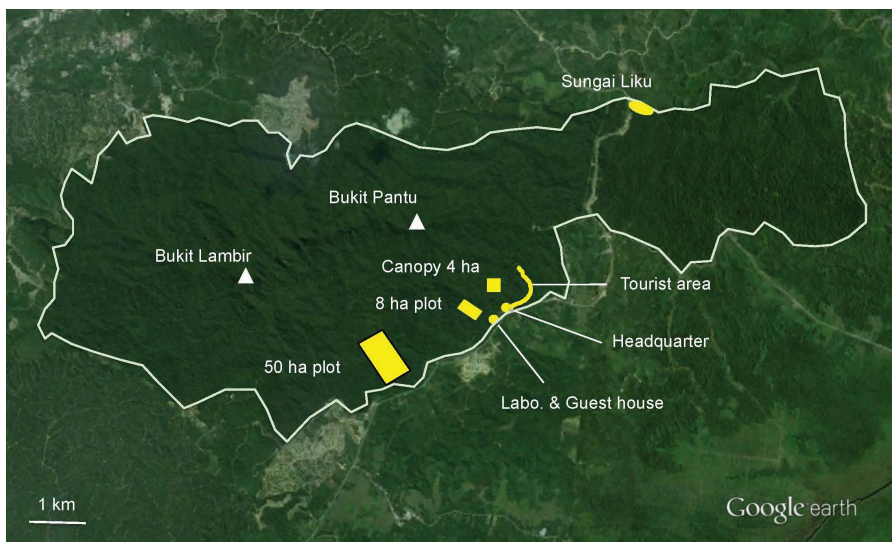 Sungai Liku
Bukit Pantu
Bukit Lambir
Canopy 4 ha
Tourist area
8 ha plot
Headquarter
50 ha plot
Labo. & Guest house
1 km
Google earth